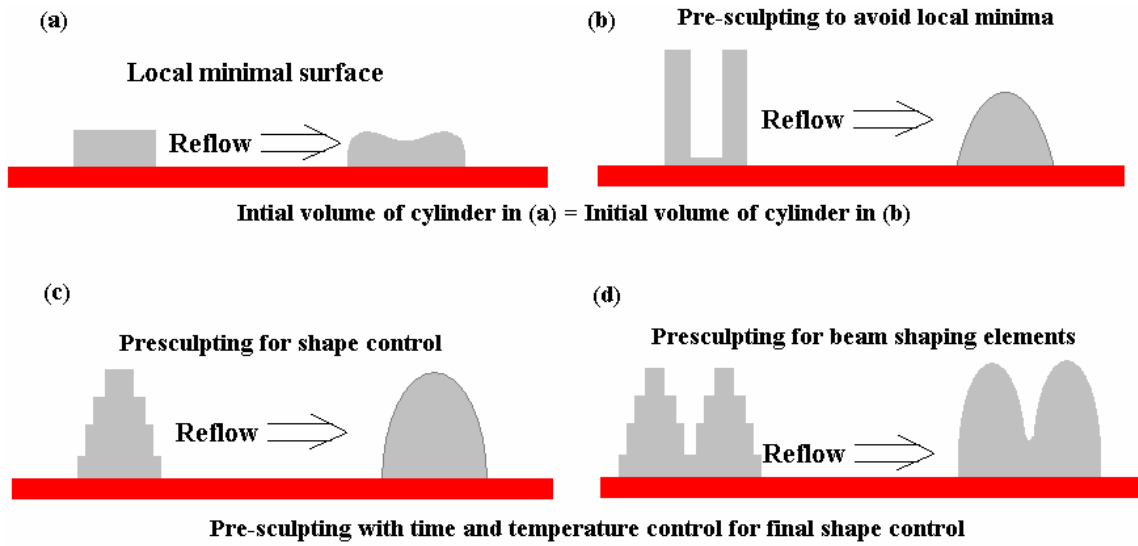 (a)
Local minimal surface
Reflow
(b)
Pre-sculpting to avoid local minima
Reflow
Intial volume of cylinder in (a) = Initial volume of cylinder in (b)
(c)
Presculpting for shape control
Reflow
(d)
Presculpting for beam shaping elements
Reflow
Pre-sculpting with time and temperature control for final shape control